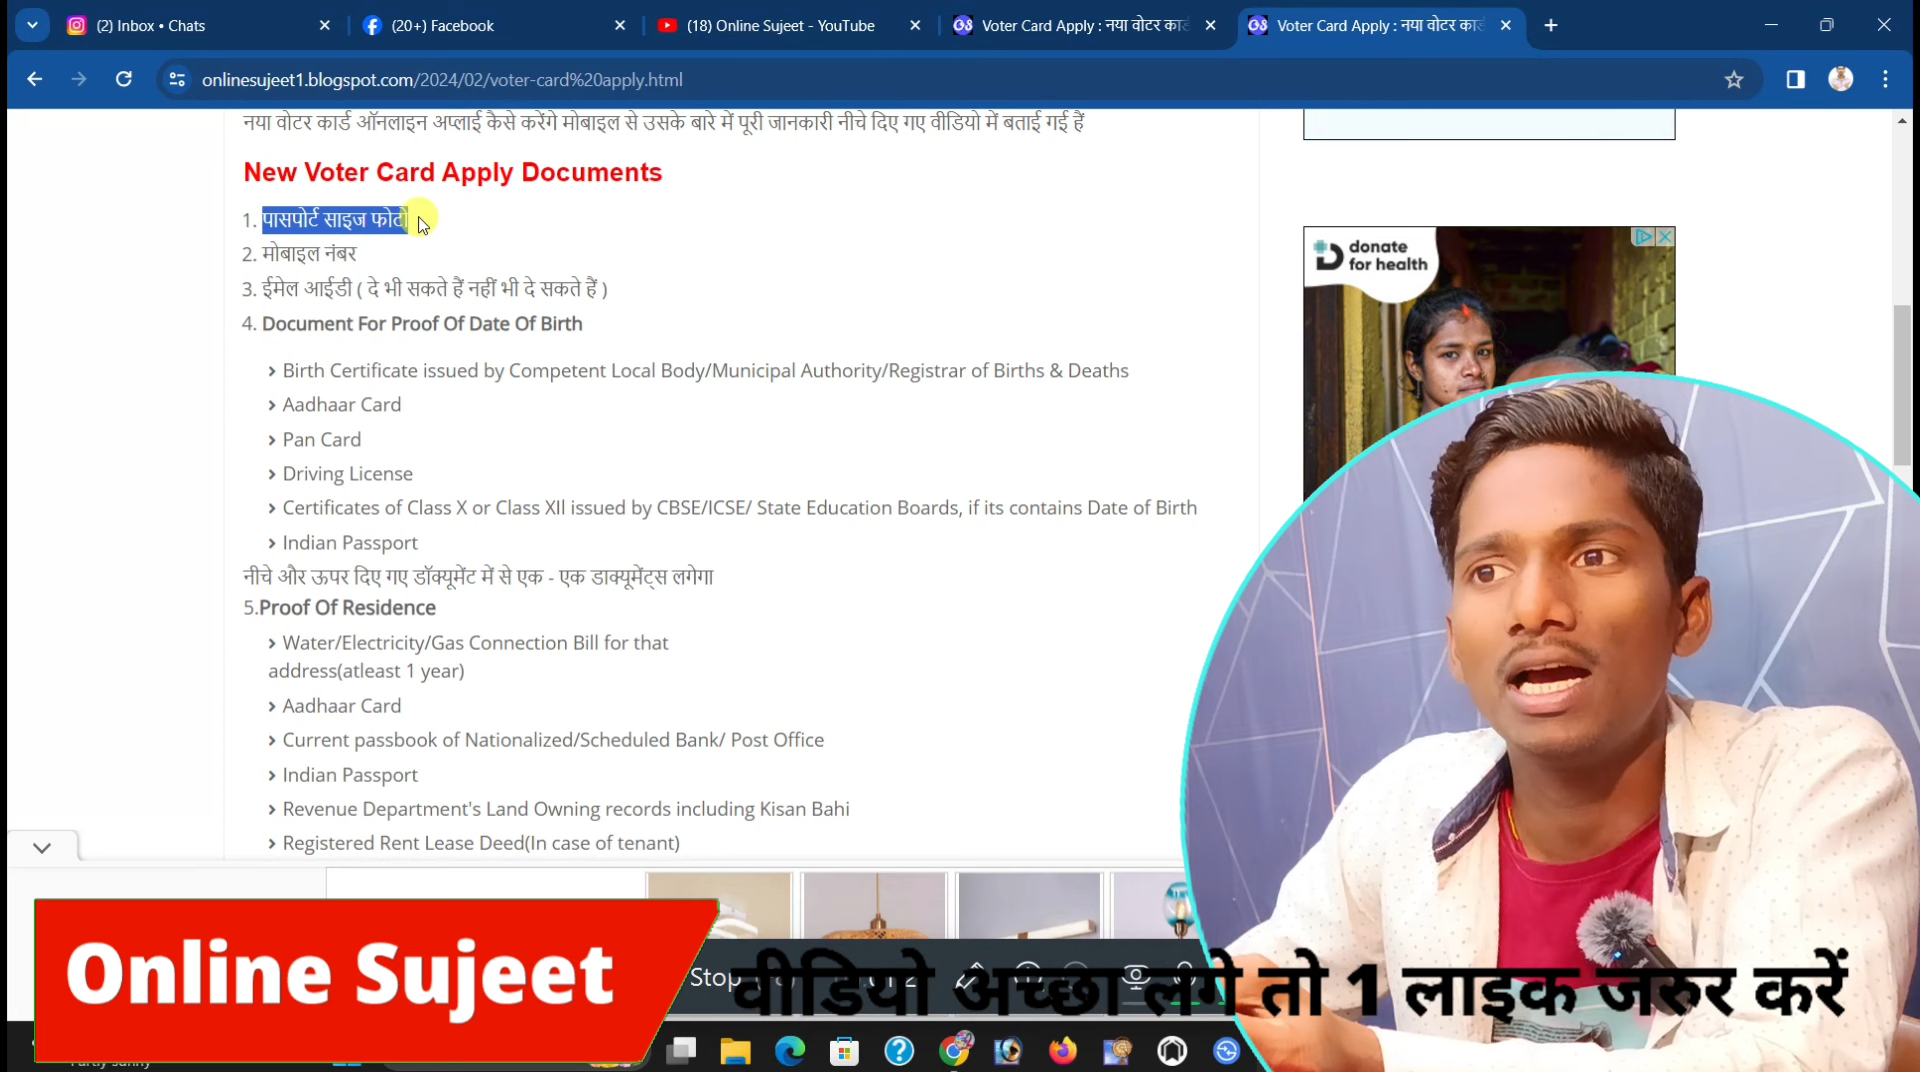 (2) Inbox • Chats
(20+) Facebook
(18) Online Sujeet - YouTube
Voter Card Apply : नया वोटर का
Voter Card Apply : नया वोटर का
onlinesujeet1.blogspot.com/2024/02/voter-card%20apply.html
नया वोटर कार्ड ऑनलाइन अप्लाई कैसे करेंगे मोबाइल से उसके बारे में पूरी जानकारी नीचे दिए गए वीडियो में बताई गई हैं
New Voter Card Apply Documents
1. पासपोर्ट साइज फोटो
2. मोबाइल नंबर
3. ईमेल आईडी ( दे भी सकते हैं नहीं भी दे सकते हैं )
4. Document For Proof Of Date Of Birth
› Birth Certificate issued by Competent Local Body/Municipal Authority/Registrar of Births & Deaths
› Aadhaar Card
› Pan Card
› Driving License
› Certificates of Class X or Class XII issued by CBSE/ICSE/ State Education Boards, if its contains Date of Birth
› Indian Passport
नीचे और ऊपर दिए गए डॉक्यूमेंट में से एक - एक डाक्यूमेंट्स लगेगा
5.Proof Of Residence
› Water/Electricity/Gas Connection Bill for that
address(atleast 1 year)
› Aadhaar Card
› Current passbook of Nationalized/Scheduled Bank/ Post Office
› Indian Passport
› Revenue Department's Land Owning records including Kisan Bahi
› Registered Rent Lease Deed(In case of tenant)
donate
for health
Online Sujeet
Stop
वीडियो अच्छा लगे तो 1 लाइक जरुर करें
Partly sunny